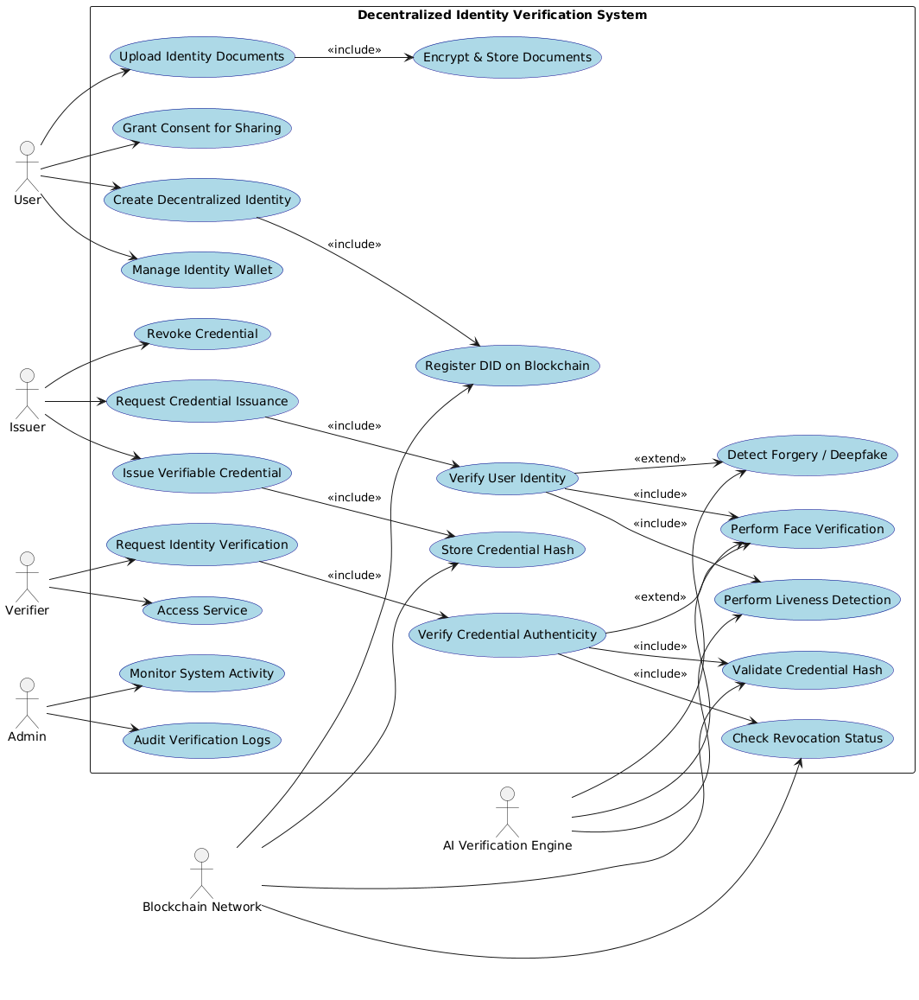 Decentralized Identity Verification System
Upload Identity Documents
«include»
Encrypt & Store Documents
Grant Consent for Sharing
User
Create Decentralized Identity
«include»
Manage Identity Wallet
Revoke Credential
Register DID on Blockchain
Issuer
Request Credential Issuance
«include»
Issue Verifiable Credential
«include»
Verify User Identity
«extend»
Detect Forgery / Deepfake
«include»
Perform Face Verification
«include»
Request Identity Verification
«include»
Store Credential Hash
Verifier
Access Service
Verify Credential Authenticity
«extend»
Perform Liveness Detection
«include»
Validate Credential Hash
«include»
Check Revocation Status
Monitor System Activity
Admin
Audit Verification Logs
AI Verification Engine
Blockchain Network